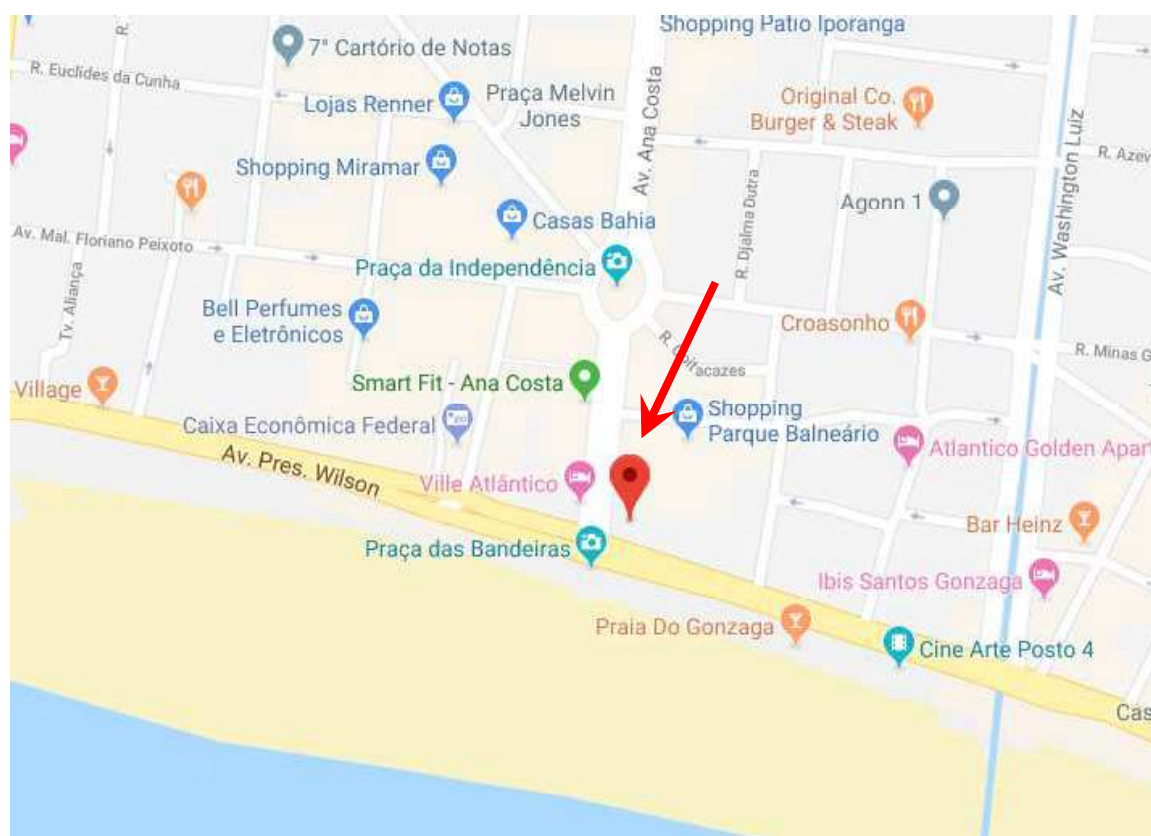 Shopping Patio Iporanga
R.
7° Cartório de Notas
R. Euclides da Cunha
Lojas Renner
Praça Melvin
Jones
Av. Ana Costa
Original Co.
Burger & Steak
Av. Washington Luiz
R. Azev
Shopping Miramar
R. Djalma Dutra
Agonn 1
Casas Bahia
Av. Mal. Floriano Peixoto
Praça da Independência
Tv. Aliança
Bell Perfumes
e Eletrônicos
Croasonho
R. Minas G
R. Goitacazes
Village
Smart Fit - Ana Costa
Caixa Econômica Federal
Shopping
Parque Balneário
Atlantico Golden Apart
Av. Pres. Wilson
Ville Atlântico
Bar Heinz
Praça das Bandeiras
Ibis Santos Gonzaga
Praia Do Gonzaga
Cine Arte Posto 4
Cas